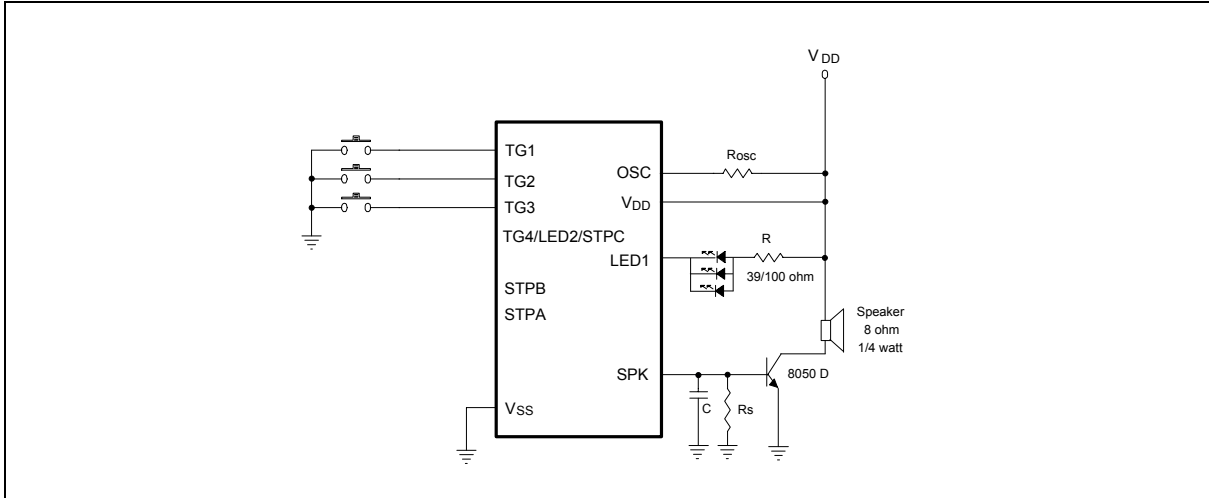 VDD
TG1
TG2
TG3
TG4/LED2/STPC
STPB
STPA
VSS
OSC
VDD
LED1
SPK
Rosc
R
39/100 ohm
Speaker
8 ohm
1/4 watt
8050 D
C
Rs